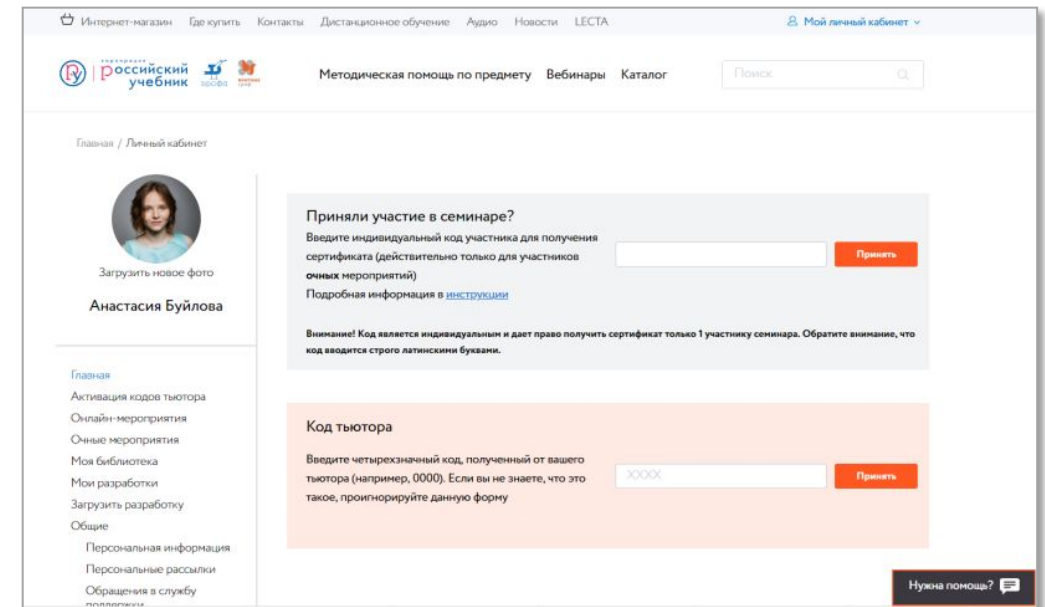 Интернет-магазин Где купить Контакты Дистанционное обучение Аудио Новости LECTA Мой личный кабинет
корпорация
российский
учебник
дрофа
Методическая помощь по предмету Вебинары Каталог Поиск
Главная / Личный кабинет
Загрузить новое фото
Анастасия Буйлова
Главная
Активация кодов тьютора
Онлайн-мероприятия
Очные мероприятия
Моя библиотека
Мои разработки
Загрузить разработку
Общие
Персональная информация
Персональные рассылки
Обращения в службу
поддержки
Приняли участие в семинаре?
Введите индивидуальный код участника для получения
сертификата (действительно только для участников
очных мероприятий)
Подробная информация в инструкции
Принять
Внимание! Код является индивидуальным и дает право получить сертификат только 1 участнику семинара. Обратите внимание, что
код вводится строго латинскими буквами.
Код тьютора
Введите четырехзначный код, полученный от вашего
тьютора (например, 0000). Если вы не знаете, что это
такое, проигнорируйте данную форму
XXXX
Принять
Нужна помощь?